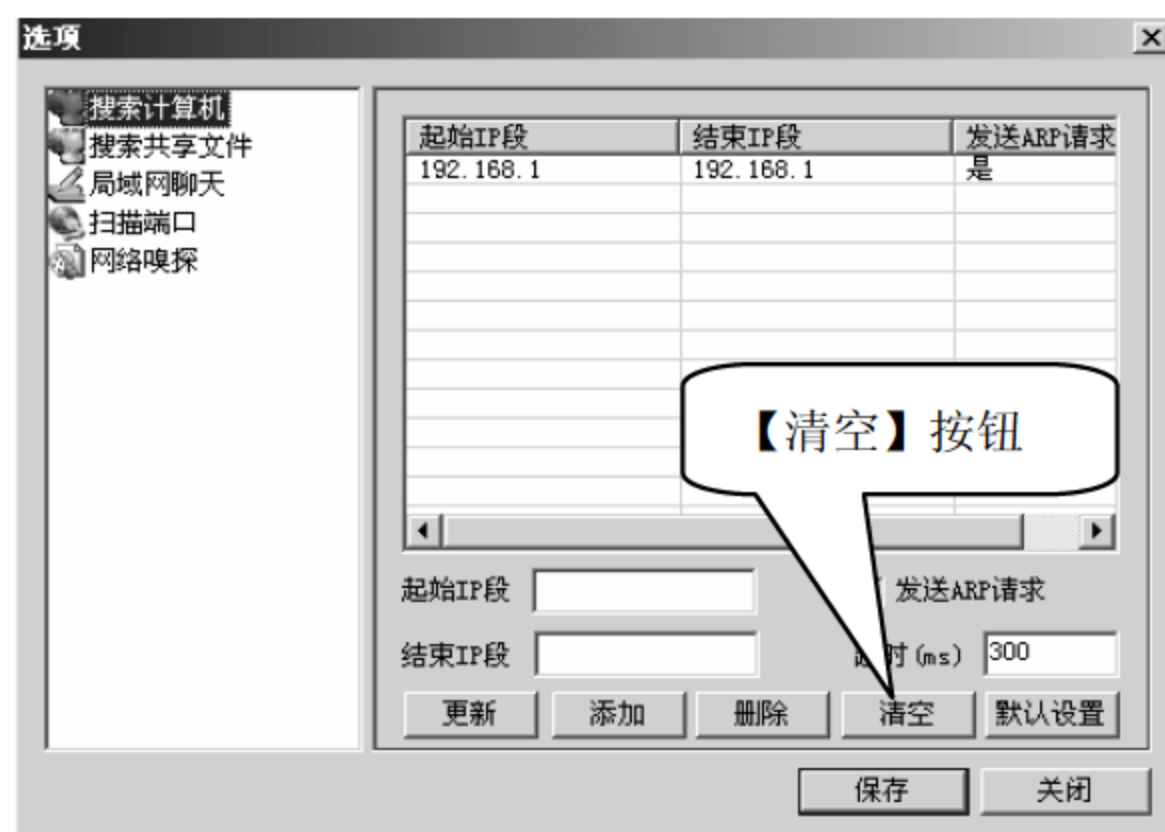 选项
搜索计算机
搜索共享文件
局域网聊天
扫描端口
网络嗅探
起始IP段 结束IP段 发送ARP请求
192.168.1 192.168.1 是
【清空】按钮
起始IP段 发送ARP请求
结束IP段 时(ms) 300
更新 添加 删除 清空 默认设置
保存 关闭